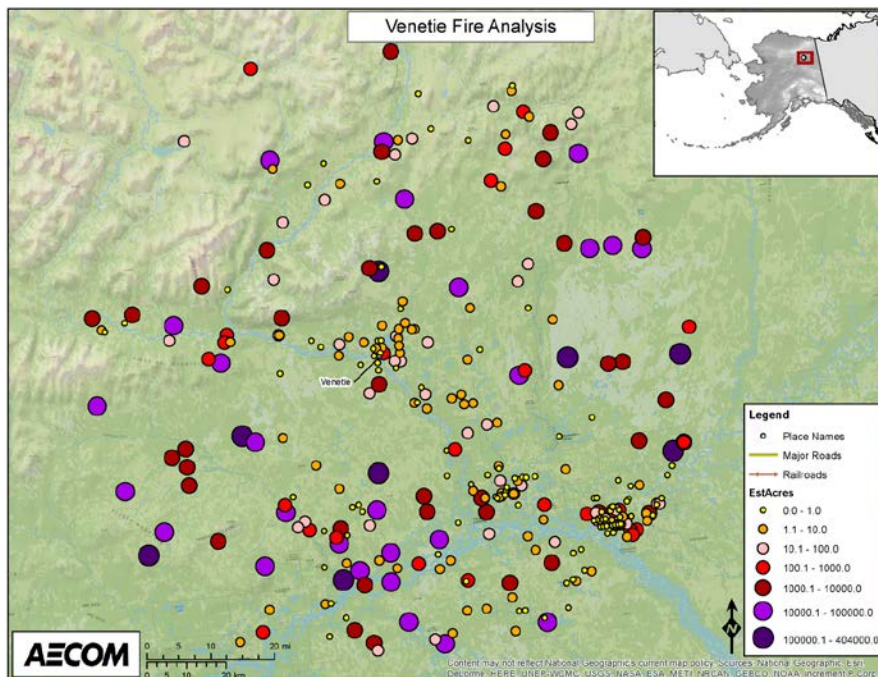 Venetie Fire Analysis
Venetie
Legend
Place Names
Major Roads
Railroads
EstAcres
0.0 - 1.0
1.1 - 10.0
10.1 - 100.0
100.1 - 1000.0
1000.1 - 10000.0
10000.1 - 100000.0
100000.1 - 404000.0
N
AECOM
0 5 10 20 mi
0 5 10 20 km
Content may not reflect National Geographic's current map policy. Sources: National Geographic, Esri,
DeLorme, HERE, UNEP-WCMC, USGS, NASA, ESA, METI, NRCAN, GEBCO, NOAA, increment P Corp.